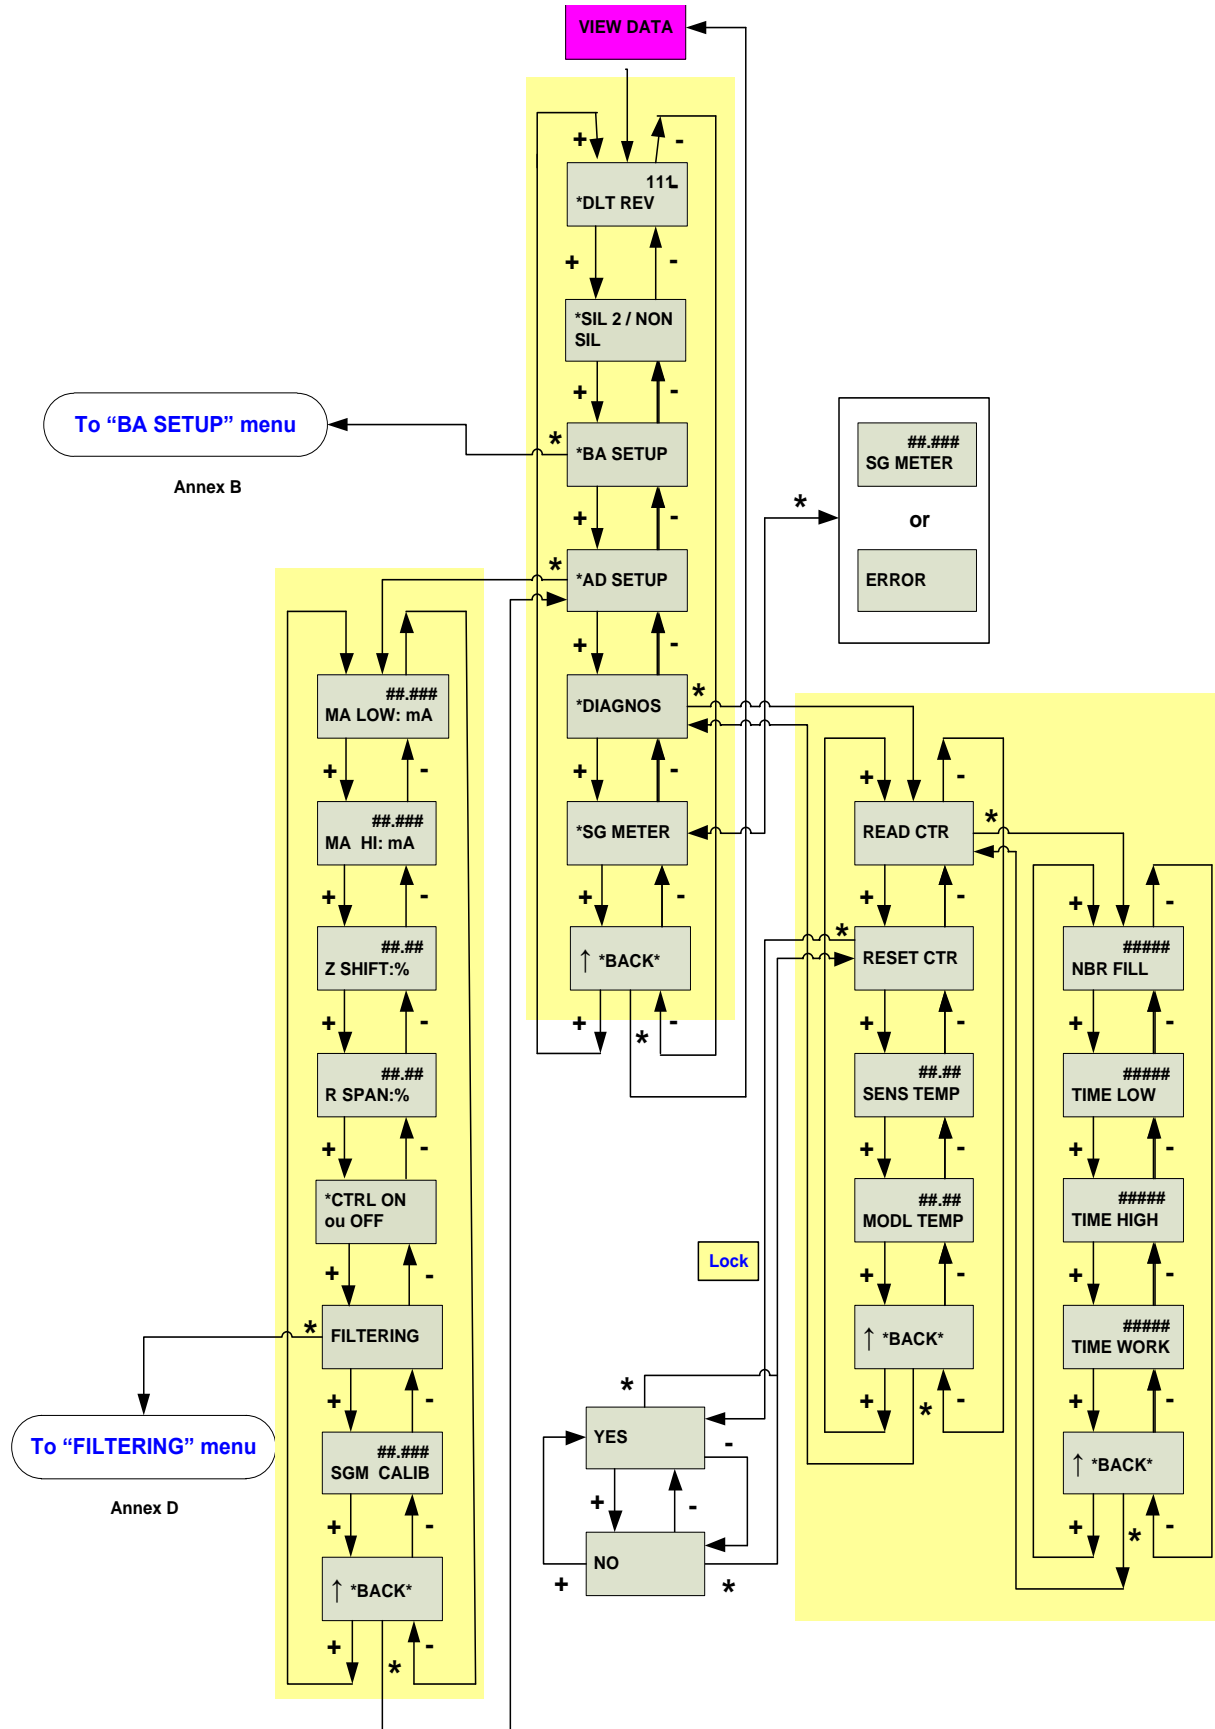 VIEW DATA
+
-
111-
*DLT REV
+
-
*SIL 2 / NON
SIL
+
-
To “BA SETUP” menu
*
*BA SETUP
Annex B
+
-
*
*AD SETUP
+
-
*DIAGNOS
*
+
-
*SG METER
+
-
↑ *BACK*
+
*
-
*
##.###
SG METER
or
ERROR
##.###
MA LOW: mA
+
-
##.###
MA HI: mA
+
-
##.##
Z SHIFT:%
+
-
##.##
R SPAN:%
+
-
*CTRL ON
ou OFF
+
-
*
FILTERING
To “FILTERING” menu
Annex D
+
-
##.###
SGM CALIB
+
-
↑ *BACK*
+
*
-
+
-
READ CTR
*
+
-
*
RESET CTR
+
-
##.##
SENS TEMP
+
-
##.##
MODL TEMP
+
-
↑ *BACK*
+
*
-
Lock
*
YES
-
+
-
NO
+
*
+
-
#####
NBR FILL
+
-
#####
TIME LOW
+
-
#####
TIME HIGH
+
-
#####
TIME WORK
+
-
↑ *BACK*
+
*
-